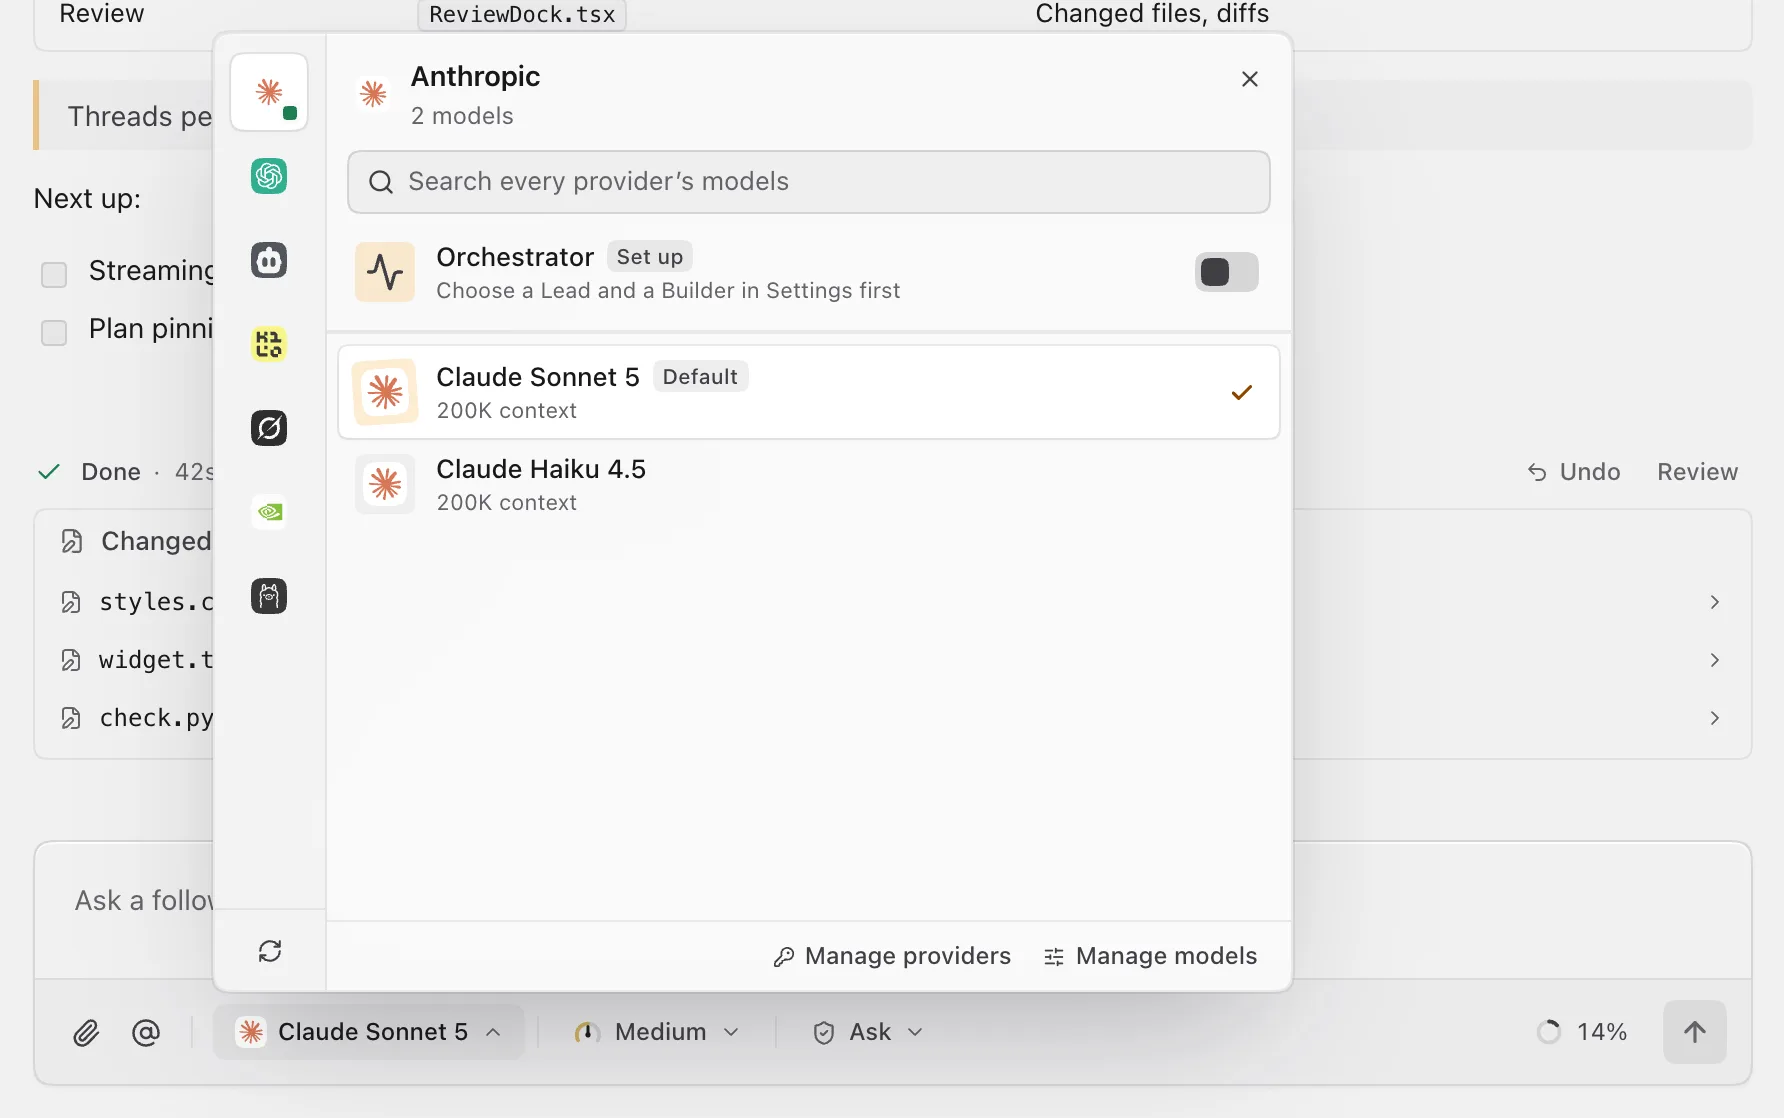 Review
ReviewDock.tsx
Changed files, diffs
Threads pe
Next up:
Streaming
Plan pinni
Done · 42s
Undo
Review
Changed
styles.c
widget.t
check.py
Ask a follow
Anthropic
2 models
Search every provider’s models
Orchestrator Set up
Choose a Lead and a Builder in Settings first
Claude Sonnet 5 Default
200K context
Claude Haiku 4.5
200K context
Manage providers
Manage models
Claude Sonnet 5
Medium
Ask
14%